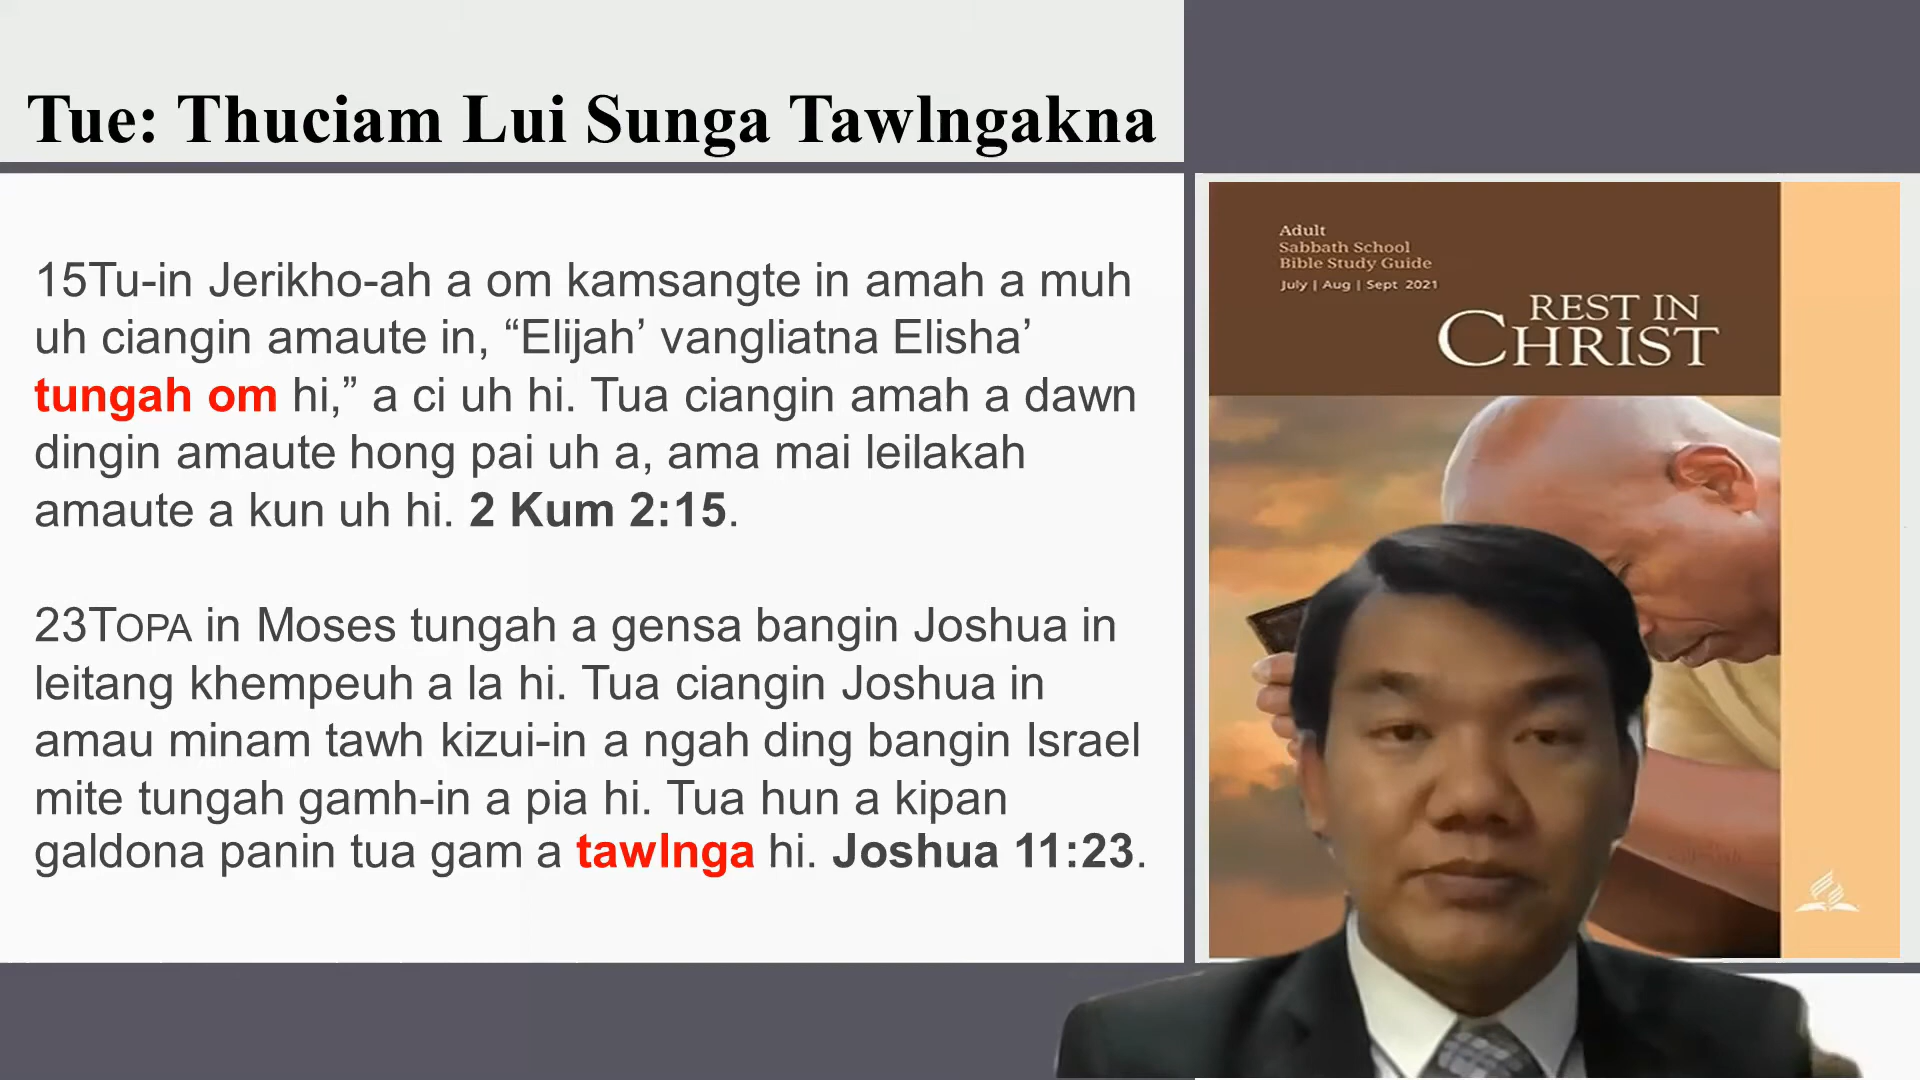 Tue: Thuciam Lui Sunga Tawlngakna
15Tu-in Jerikho-ah a om kamsangte in amah a muh
uh ciangin amaute in, “Elijah’ vangliatna Elisha’
tungah om hi,” a ci uh hi. Tua ciangin amah a dawn
dingin amaute hong pai uh a, ama mai leilakah
amaute a kun uh hi. 2 Kum 2:15.
23TOPA in Moses tungah a gensa bangin Joshua in
leitang khempeuh a la hi. Tua ciangin Joshua in
amau minam tawh kizui-in a ngah ding bangin Israel
mite tungah gamh-in a pia hi. Tua hun a kipan
galdona panin tua gam a tawlnga hi. Joshua 11:23.
Adult
Sabbath School
Bible Study Guide
July | Aug | Sept 2021
REST IN
CHRIST